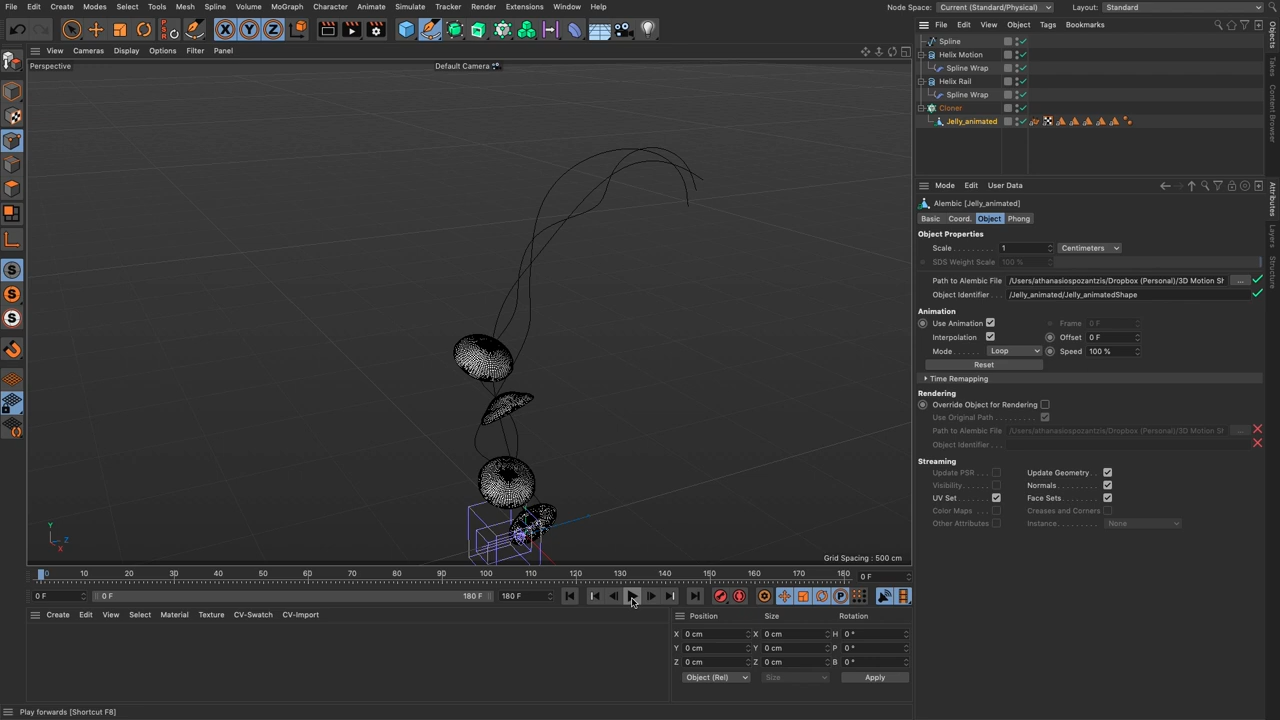 File Edit Create Modes Select Tools Mesh Spline Volume MoGraph Character Animate Simulate Tracker Render Extensions Window Help Node Space: Current (Standard/Physical) Layout: Standard
X Y Z
File Edit View Object Tags Bookmarks
View Cameras Display Options Filter Panel
Perspective Default Camera
Spline
Helix Motion
Spline Wrap
Helix Rail
Spline Wrap
Cloner
Jelly_animated
Objects
Takes
Content Browser
Mode Edit User Data
Attributes
Layers
Structure
Alembic [Jelly_animated]
Basic Coord. Object Phong
Object Properties
Scale 1 Centimeters
SDS Weight Scale 100 %
Path to Alembic File /Users/athanasiospozantzis/Dropbox (Personal)/3D Motion Sh ...
Object Identifier /Jelly_animated/Jelly_animatedShape
Animation
Use Animation Frame 0 F
Interpolation Offset 0 F
Mode Loop Speed 100 %
Reset
Time Remapping
Rendering
Override Object for Rendering
Use Original Path
Path to Alembic File /Users/athanasiospozantzis/Dropbox (Personal)/3D Motion Sh ...
Object Identifier
Streaming
Update PSR Update Geometry
Visibility Normals
UV Set Face Sets
Color Maps Creases and Corners
Other Attributes Instance None
Y
Z
X
Grid Spacing : 500 cm
0 10 20 30 40 50 60 70 80 90 100 110 120 130 140 150 160 170 180 0 F
0 F 0 F 180 F 180 F
Create Edit View Select Material Texture CV-Swatch CV-Import
Position Size Rotation
X 0 cm X 0 cm H 0 °
Y 0 cm Y 0 cm P 0 °
Z 0 cm Z 0 cm B 0 °
Object (Rel) Size Apply
Play forwards [Shortcut F8]